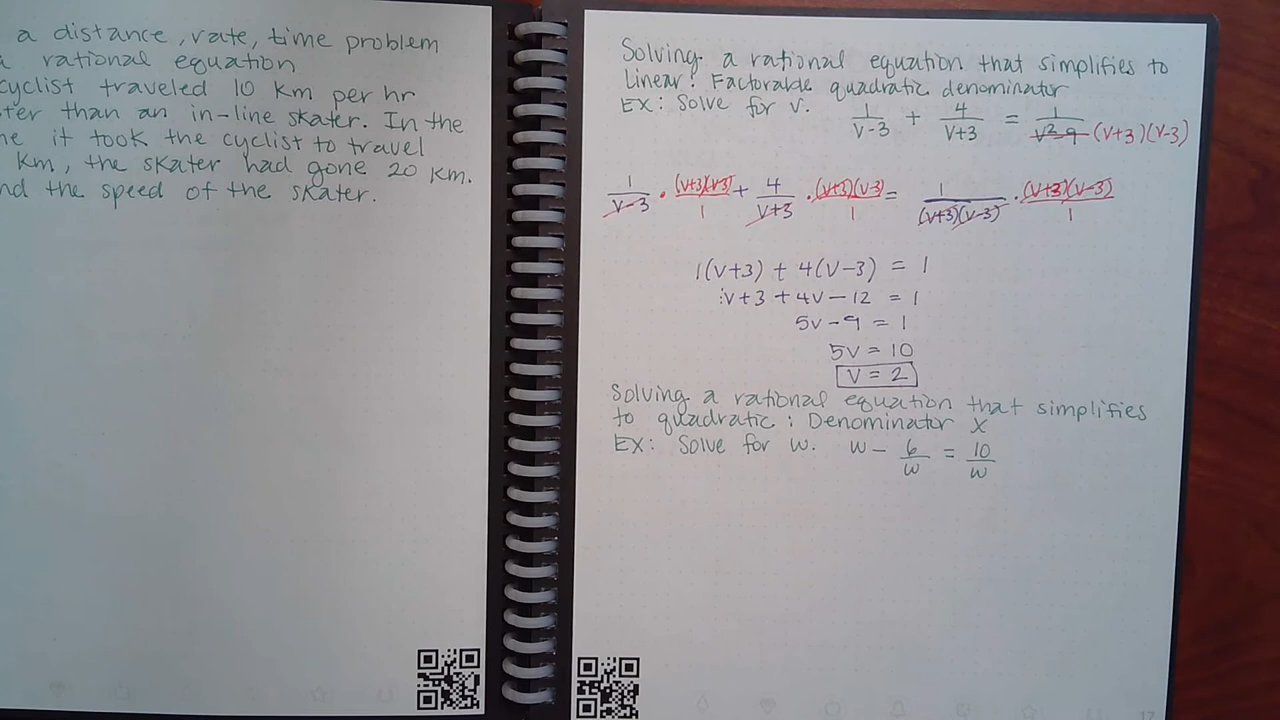 a distance, rate, time problem
rational equation
cyclist traveled 10 km per hr
than an in-line skater. In the
it took the cyclist to travel
km, the skater had gone 20 km.
the speed of the skater.
Solving a rational equation that simplifies to
Linear: Factorable quadratic denominator
EX: Solve for v. 1/(v-3) + 4/(v+3) = 1/(v²-9) (v+3)(v-3)
1/(v-3) · (v+3)(v-3)/1 + 4/(v+3) · (v+3)(v-3)/1 = 1/((v+3)(v-3)) · (v+3)(v-3)/1
1(v+3) + 4(v-3) = 1
v+3 + 4v - 12 = 1
5v - 9 = 1
5v = 10
v = 2
Solving a rational equation that simplifies
to quadratic: Denominator x
EX: Solve for w. w - 6/w = 10/w
17